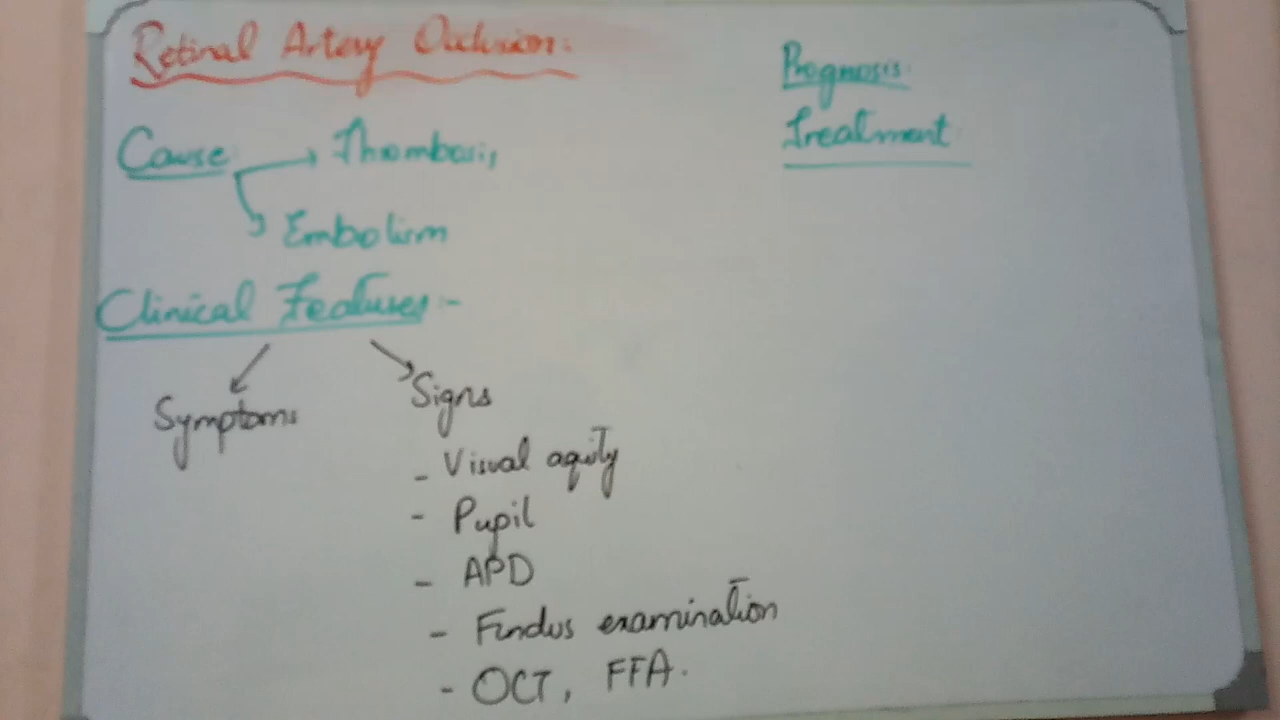 Retinal Artery Occlusion:
Cause → Thrombosis
Embolism
Clinical Features:-
Symptoms
Signs
- Visual aquity
- Pupil
- APD
- Fundus examination
- OCT, FFA.
Prognosis
Treatment